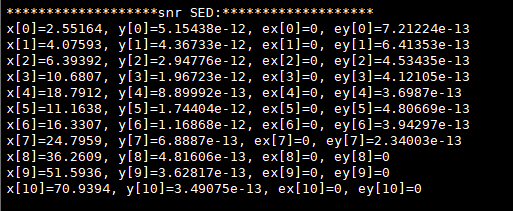 *******************snr SED:*******************
x[0]=2.55164, y[0]=5.15438e-12, ex[0]=0, ey[0]=7.21224e-13
x[1]=4.07593, y[1]=4.36733e-12, ex[1]=0, ey[1]=6.41353e-13
x[2]=6.39392, y[2]=2.94776e-12, ex[2]=0, ey[2]=4.53435e-13
x[3]=10.6807, y[3]=1.96723e-12, ex[3]=0, ey[3]=4.12105e-13
x[4]=18.7912, y[4]=8.89992e-13, ex[4]=0, ey[4]=3.6987e-13
x[5]=11.1638, y[5]=1.74404e-12, ex[5]=0, ey[5]=4.80669e-13
x[6]=16.3307, y[6]=1.16868e-12, ex[6]=0, ey[6]=3.94297e-13
x[7]=24.7959, y[7]=6.8887e-13, ex[7]=0, ey[7]=2.34003e-13
x[8]=36.2609, y[8]=4.81606e-13, ex[8]=0, ey[8]=0
x[9]=51.5936, y[9]=3.62817e-13, ex[9]=0, ey[9]=0
x[10]=70.9394, y[10]=3.49075e-13, ex[10]=0, ey[10]=0